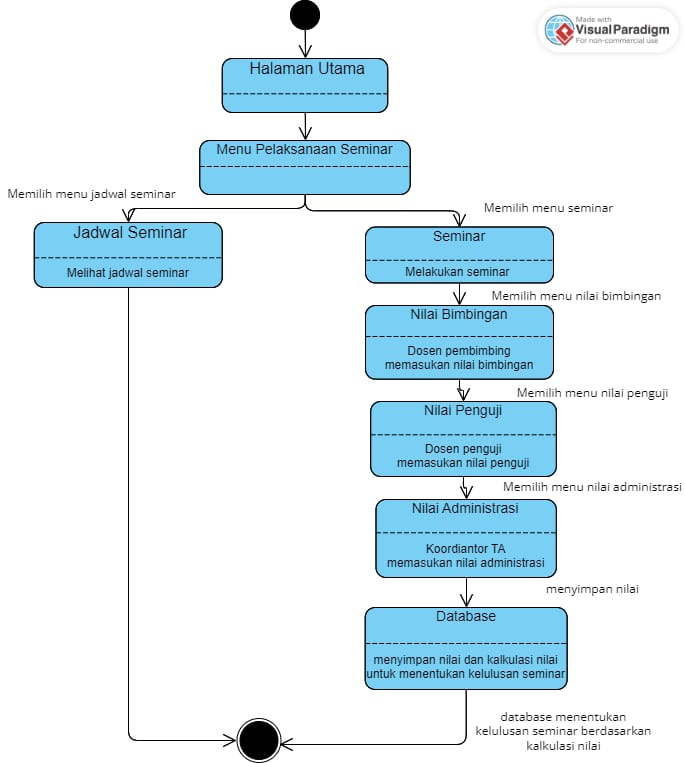 Made with
Visual Paradigm
For non-commercial use
Halaman Utama
Menu Pelaksanaan Seminar
Memilih menu jadwal seminar
Memilih menu seminar
Jadwal Seminar
Melihat jadwal seminar
Seminar
Melakukan seminar
Memilih menu nilai bimbingan
Nilai Bimbingan
Dosen pembimbing
memasukan nilai bimbingan
Memilih menu nilai penguji
Nilai Penguji
Dosen penguji
memasukan nilai penguji
Memilih menu nilai administrasi
Nilai Administrasi
Koordiantor TA
memasukan nilai administrasi
menyimpan nilai
Database
menyimpan nilai dan kalkulasi nilai
untuk menentukan kelulusan seminar
database menentukan
kelulusan seminar berdasarkan
kalkulasi nilai